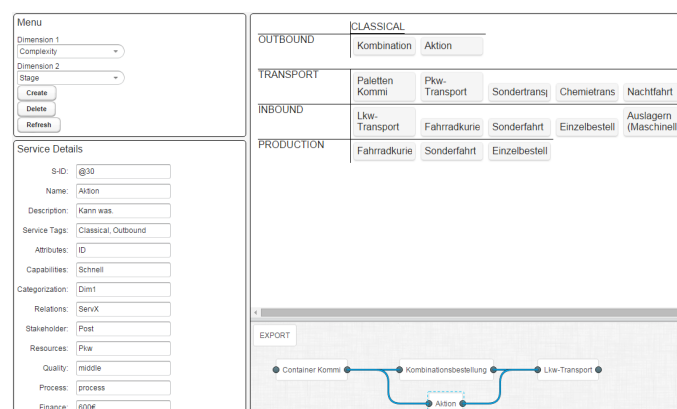 Menu
Dimension 1
Complexity
Dimension 2
Stage
Create
Delete
Refresh
Service Details
S-ID: @30
Name: Aktion
Description: Kann was.
Service Tags: Classical, Outbound
Attributes: ID
Capabilities: Schnell
Categorization: Dim1
Relations: ServX
Stakeholder: Post
Resources: Pkw
Quality: middle
Process: process
Finance: 600€
CLASSICAL
OUTBOUND
Kombination Aktion
TRANSPORT
Paletten Kommi
Pkw-Transport
Sondertransp
Chemietrans
Nachtfahrt
INBOUND
Lkw-Transport
Fahrradkurie
Sonderfahrt
Einzelbestell
Auslagern (Maschinell
PRODUCTION
Fahrradkurie Sonderfahrt Einzelbestell
EXPORT
Container Kommi
Kombinationsbestellung
Lkw-Transport
Aktion